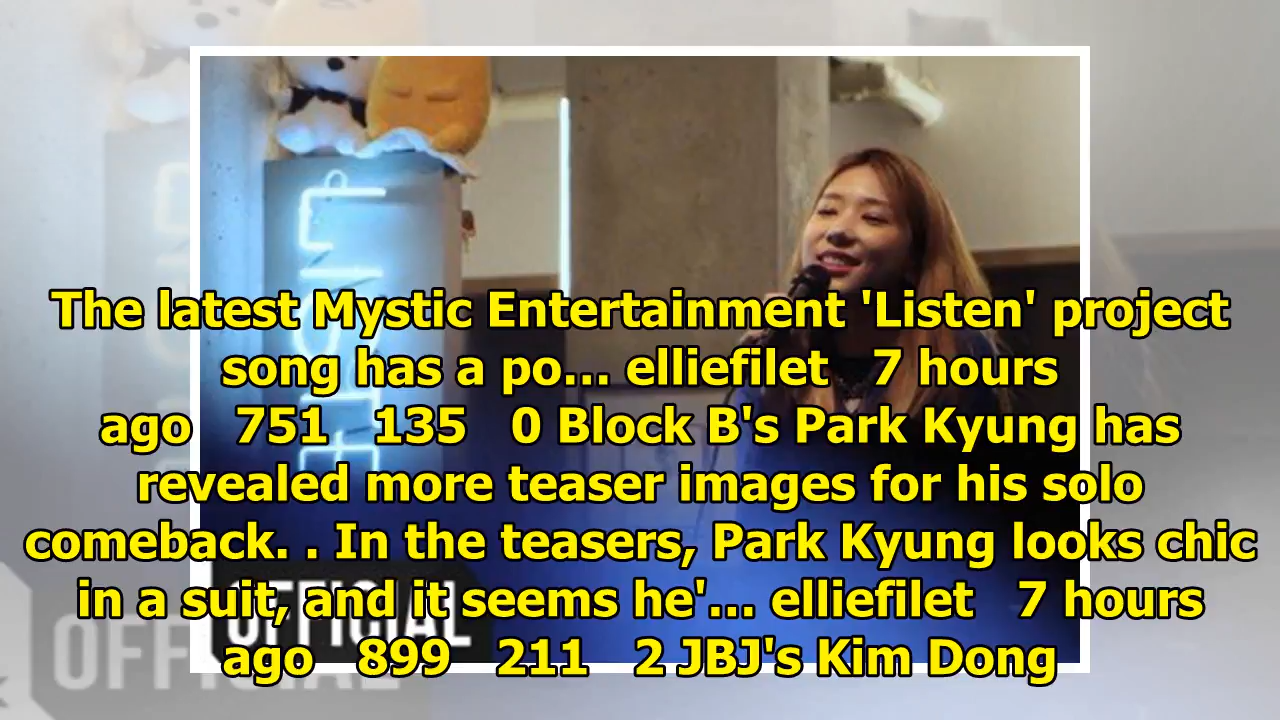 The latest Mystic Entertainment 'Listen' project
song has a po... elliefilet 7 hours
ago 751 135 0 Block B's Park Kyung has
revealed more teaser images for his solo
comeback. . In the teasers, Park Kyung looks chic
in a suit, and it seems he'... elliefilet 7 hours
ago 899 211 2 JBJ's Kim Dong
OFFICIAL